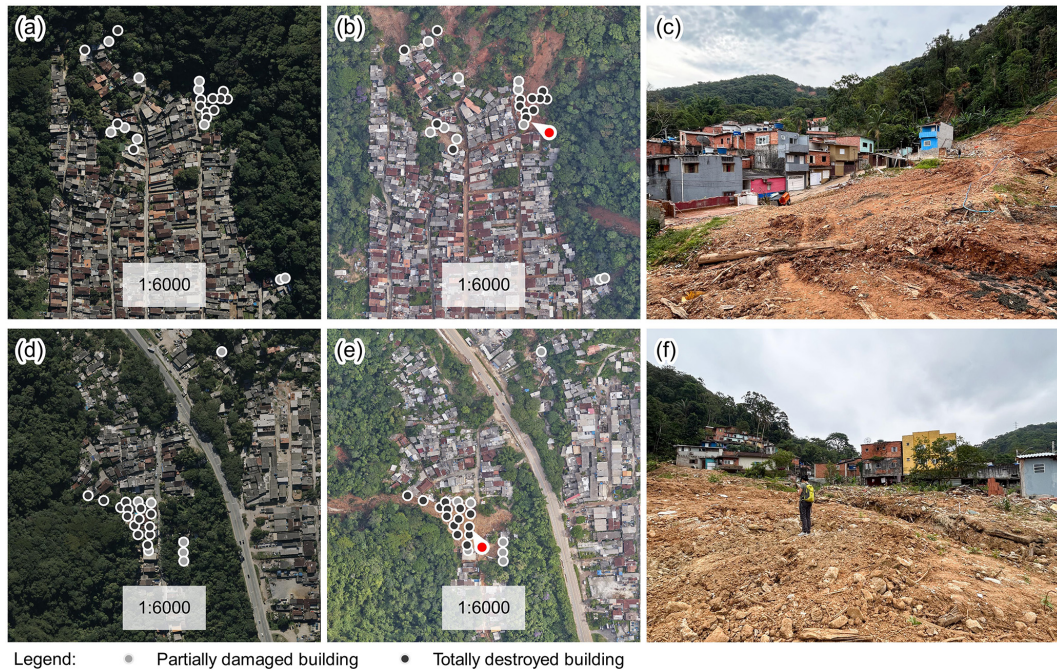 (a)
(b)
(c)
1:6000
1:6000
(d)
(e)
(f)
1:6000
1:6000
Legend: Partially damaged building Totally destroyed building